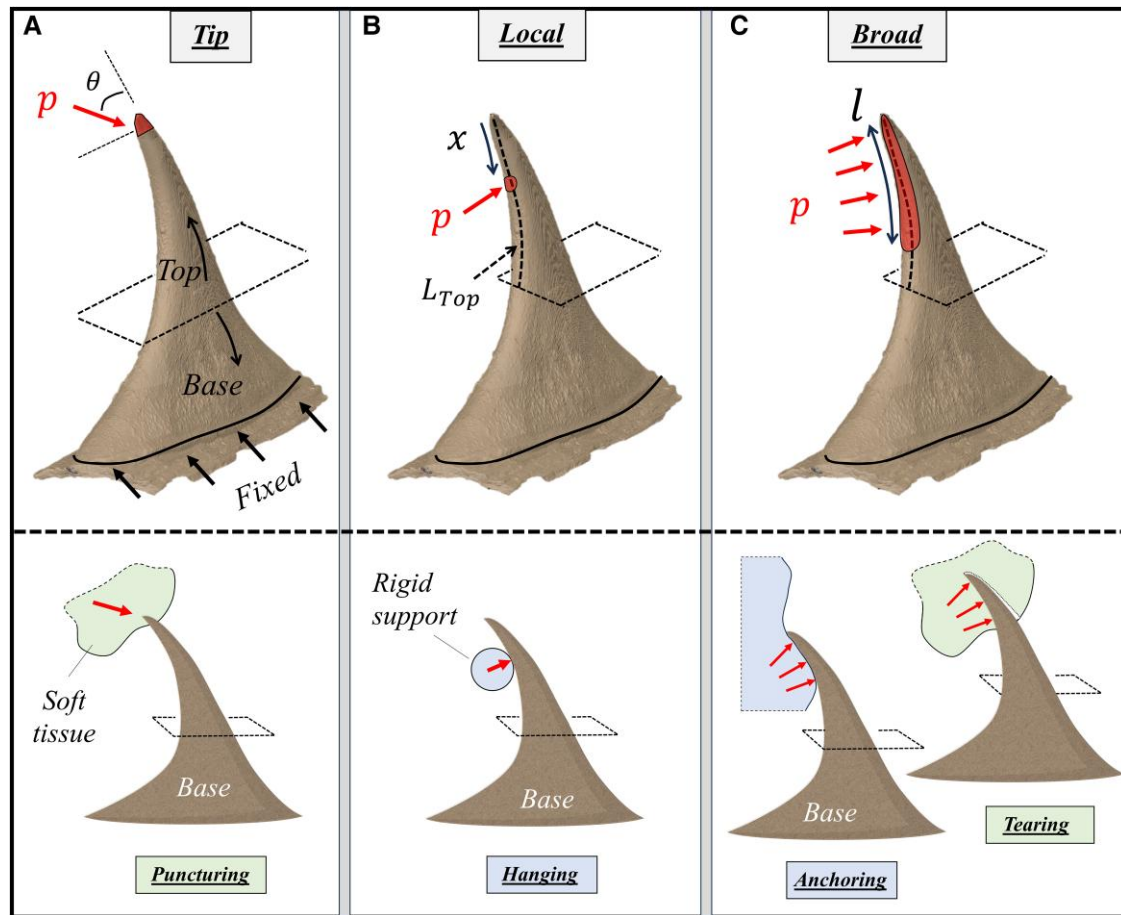 A
Tip
θ
p
Top
Base
Fixed
B
Local
x
p
L_Top
C
Broad
l
p
Soft
tissue
Base
Puncturing
Rigid
support
Base
Hanging
Base
Anchoring
Tearing